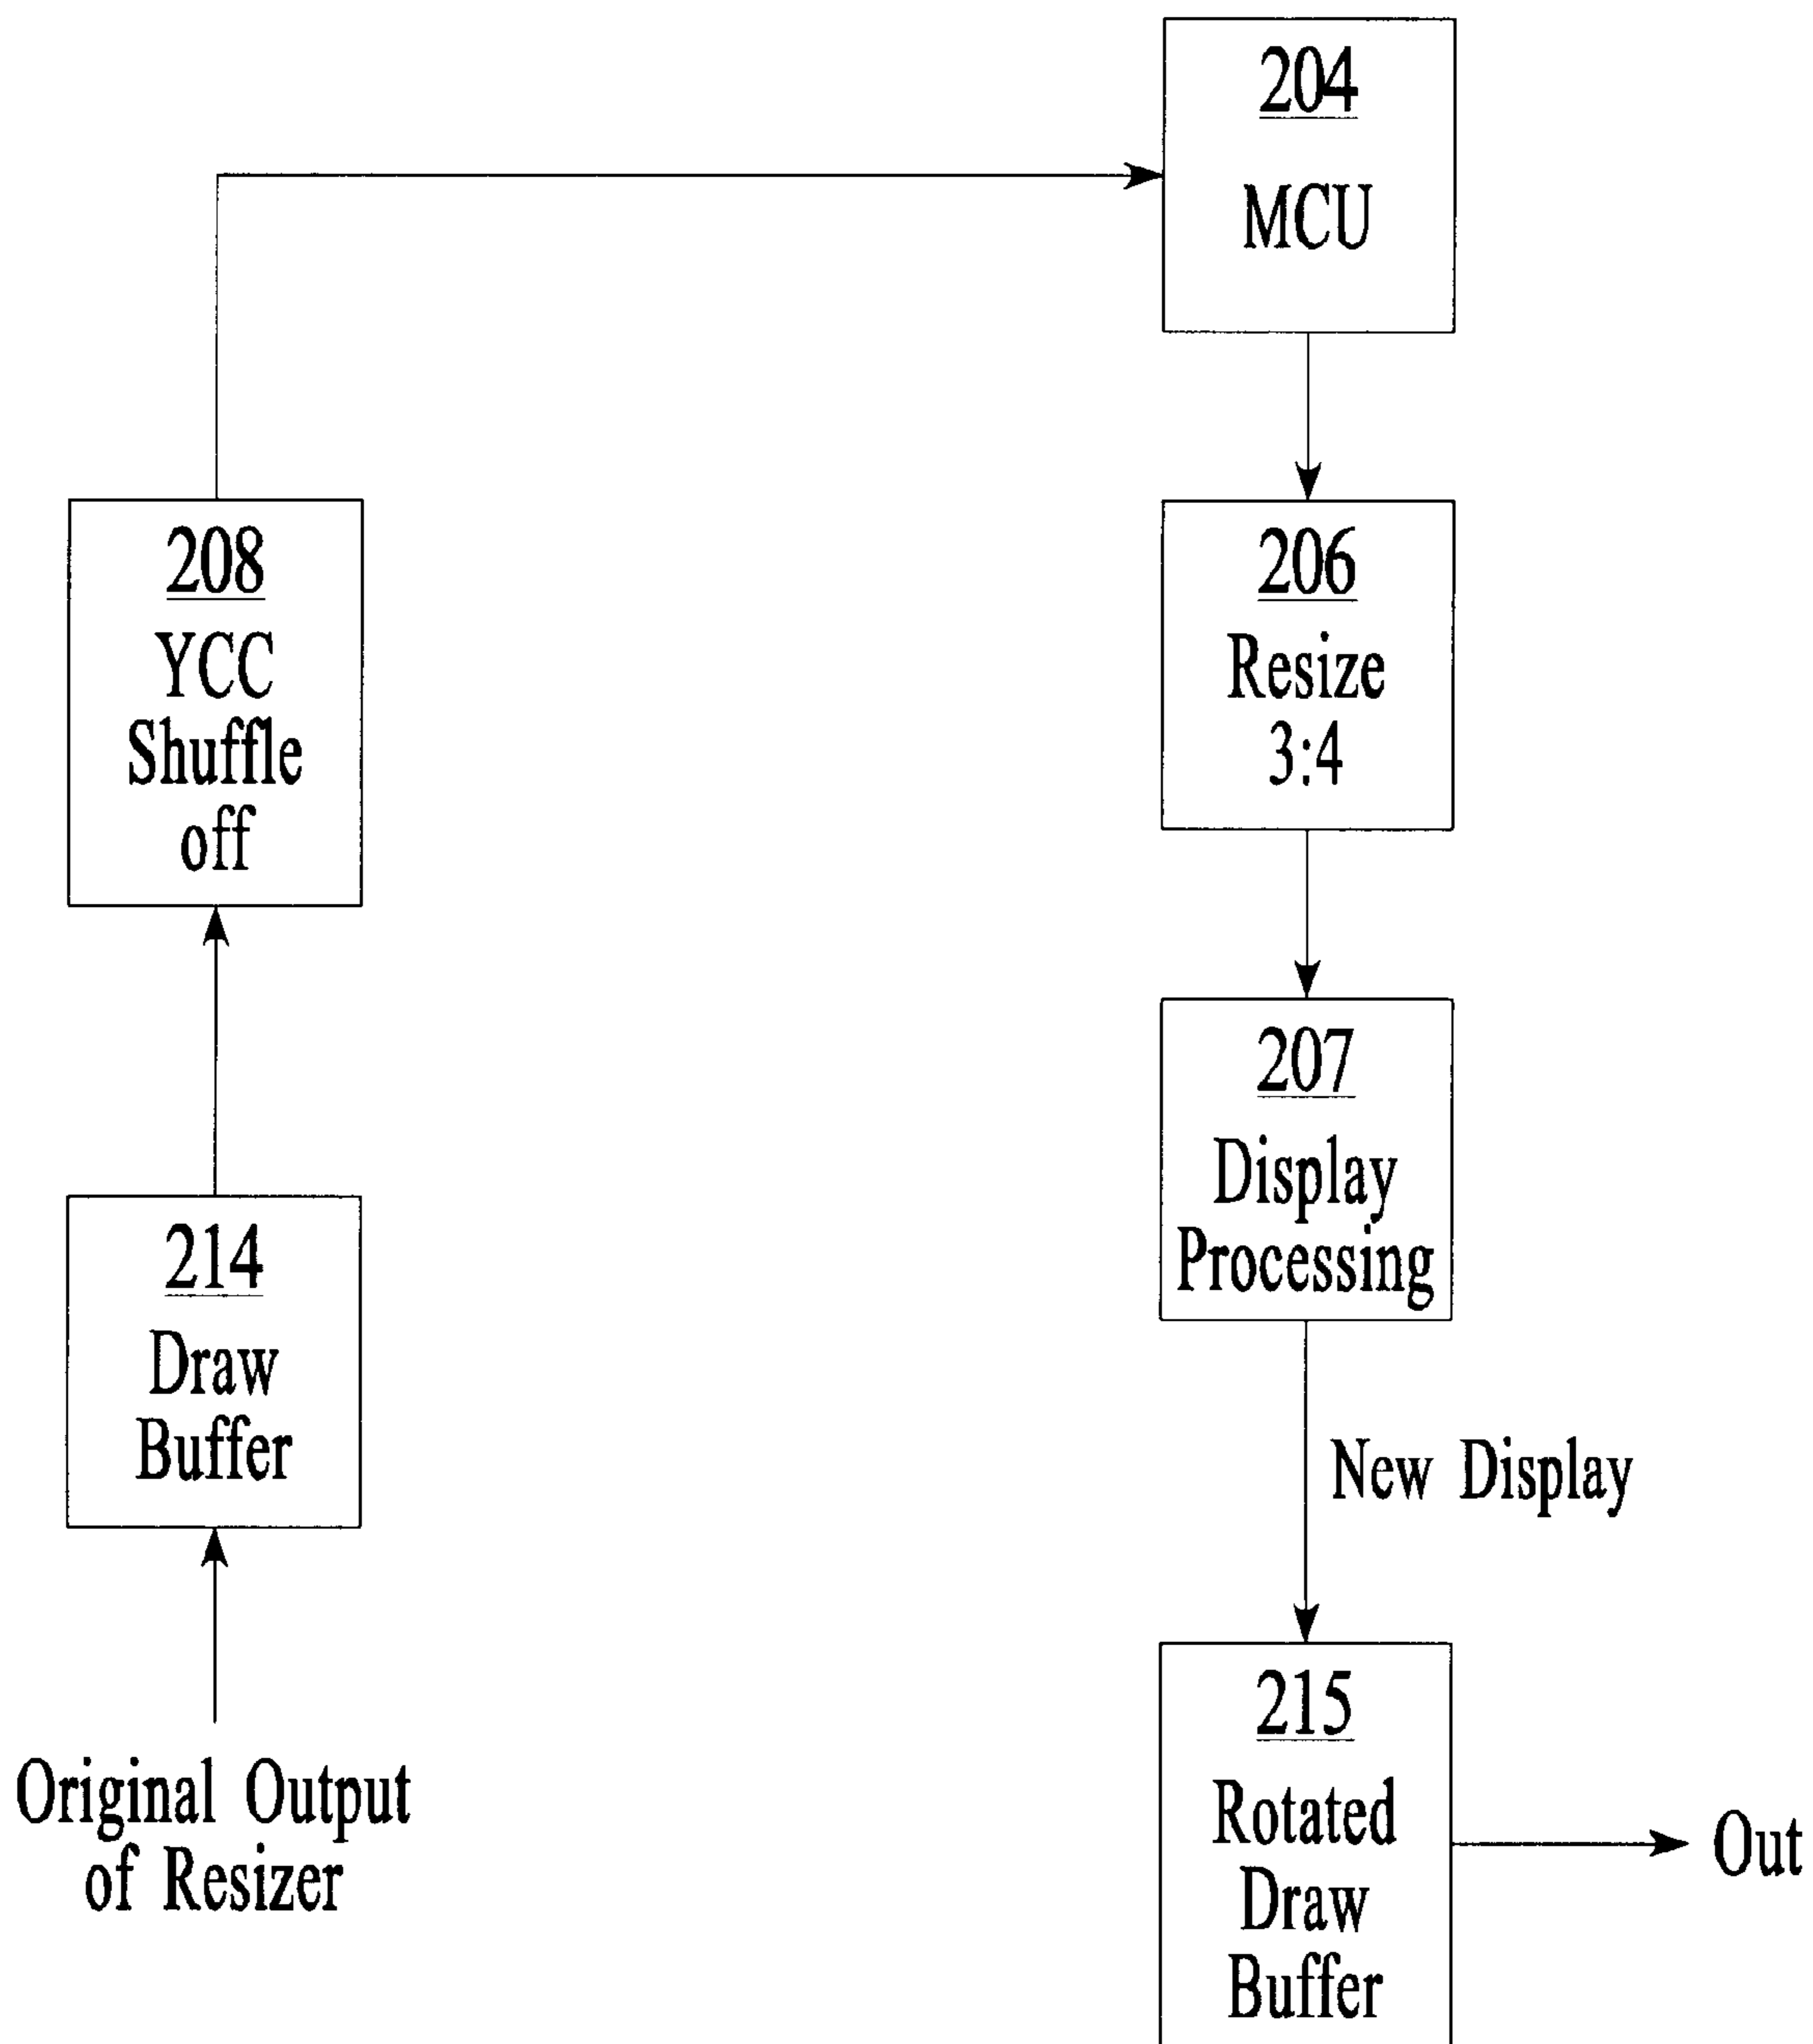 204
MCU
208
YCC
Shuffle
off
206
Resize
3:4
207
Display
Processing
214
Draw
Buffer
New Display
215
Rotated
Draw
Buffer
Out
Original Output
of Resizer